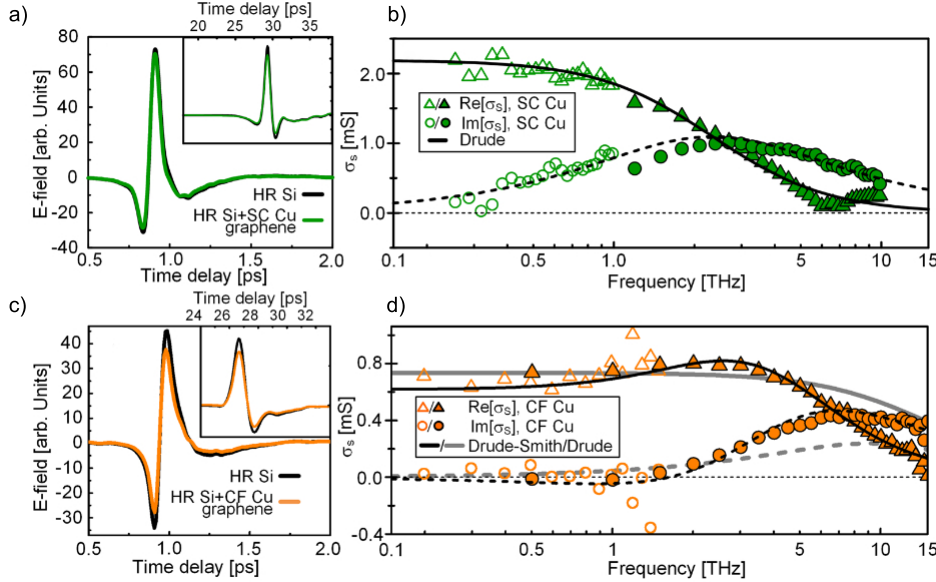 a)
Time delay [ps]
20 25 30 35
80
60
40
20
0
-20
-40
E-field [arb. Units]
HR Si
HR Si+SC Cu
graphene
0.5 1.0 1.5 2.0
Time delay [ps]
b)
2.0
1.0
0.0
σs [mS]
/ Re[σs], SC Cu
/ Im[σs], SC Cu
Drude
0.1 0.5 1.0 5 10 15
Frequency [THz]
c)
Time delay [ps]
24 26 28 30 32
40
30
20
10
0
-10
-20
-30
E-field [arb. Units]
HR Si
HR Si+CF Cu
graphene
0.5 1.0 1.5 2.0
Time delay [ps]
d)
0.8
0.4
0.0
-0.4
σs [mS]
/ Re[σs], CF Cu
/ Im[σs], CF Cu
/ Drude-Smith/Drude
0.1 0.5 1 5 10 15
Frequency [THz]